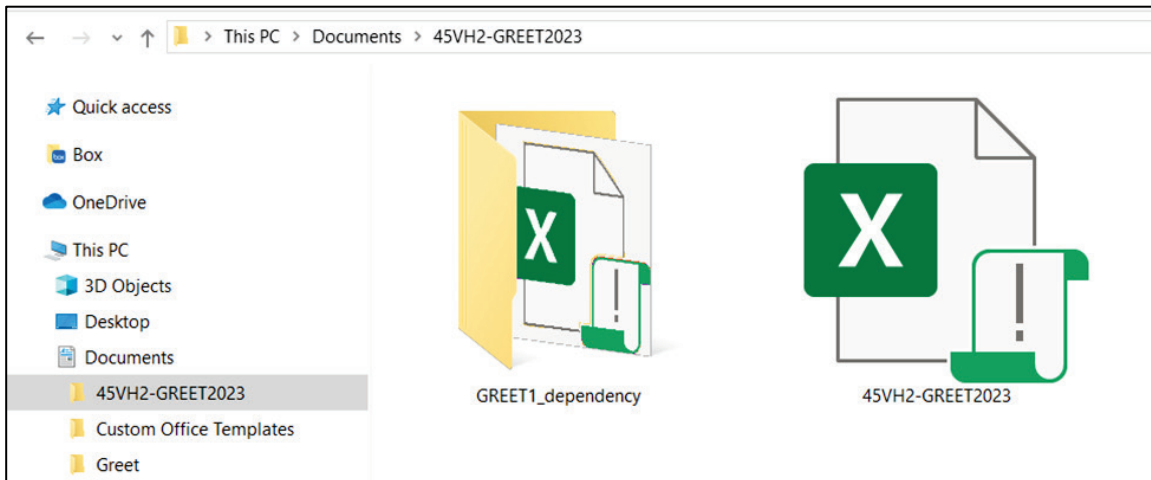 This PC > Documents > 45VH2-GREET2023
Quick access
box
Box
OneDrive
This PC
3D Objects
Desktop
Documents
45VH2-GREET2023
Custom Office Templates
Greet
X
GREET1_dependency
X
45VH2-GREET2023